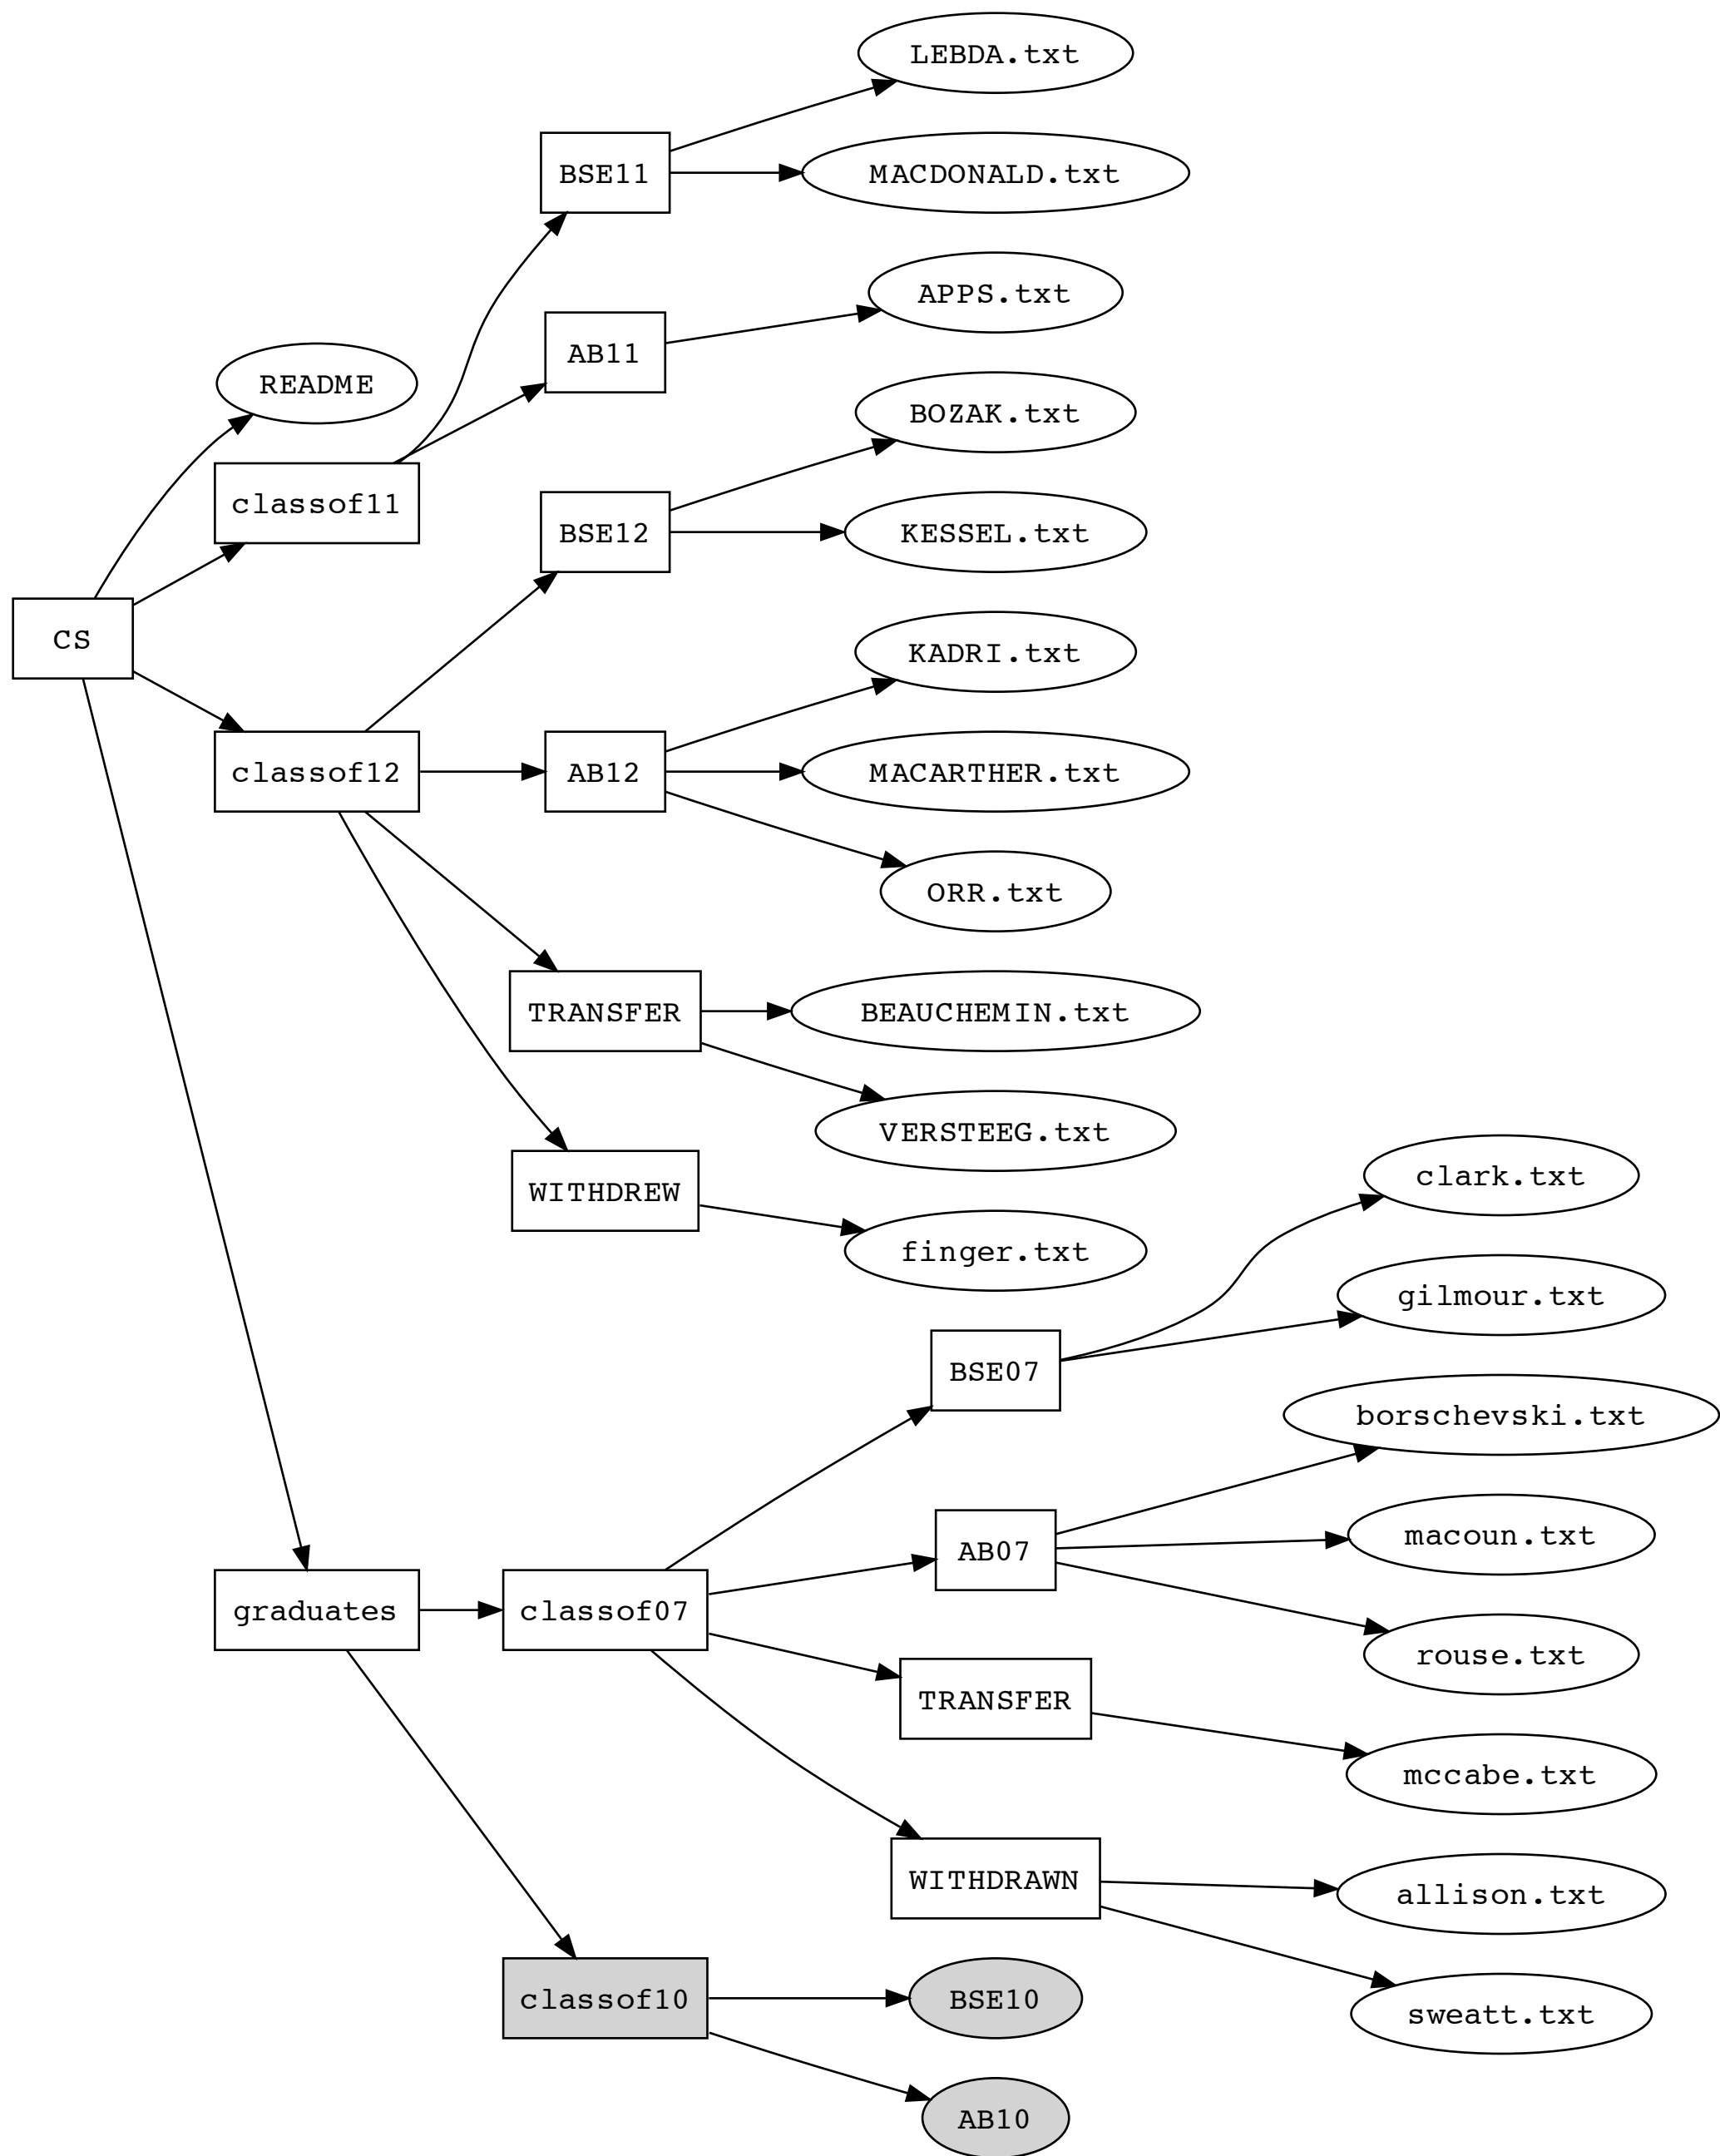 LEBDA.txt
BSE11
MACDONALD.txt
APPS.txt
AB11
README
BOZAK.txt
classof11
BSE12
KESSEL.txt
CS
KADRI.txt
classof12
AB12
MACARTHER.txt
ORR.txt
TRANSFER
BEAUCHEMIN.txt
VERSTEEG.txt
WITHDREW
finger.txt
clark.txt
gilmour.txt
BSE07
borschevski.txt
AB07
macoun.txt
graduates
classof07
rouse.txt
TRANSFER
mccabe.txt
WITHDRAWN
allison.txt
classof10
BSE10
sweatt.txt
AB10